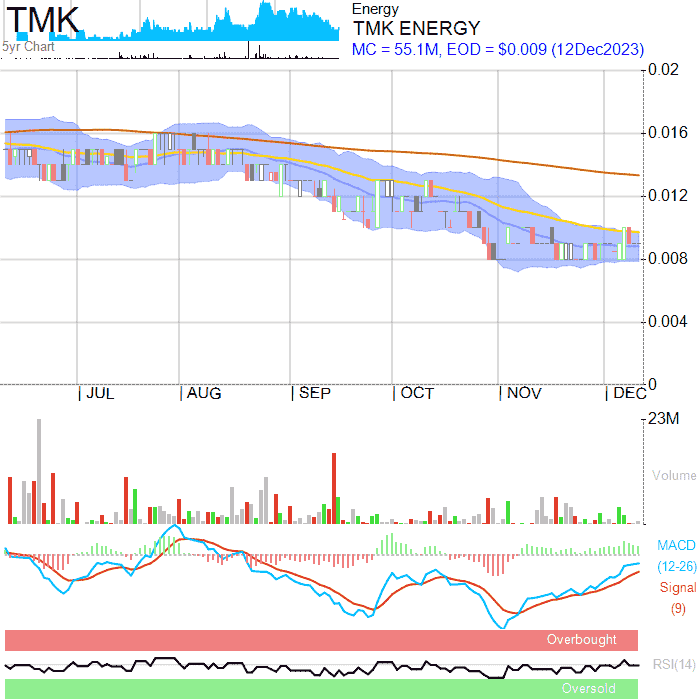 TMK
5yr Chart
Energy
TMK ENERGY
MC = 55.1M, EOD = $0.009 (12Dec2023)
0.02
0.016
0.012
0.008
0.004
0
JUL
AUG
SEP
OCT
NOV
DEC
23M
Volume
MACD
(12-26)
Signal
(9)
Overbought
RSI(14)
Oversold